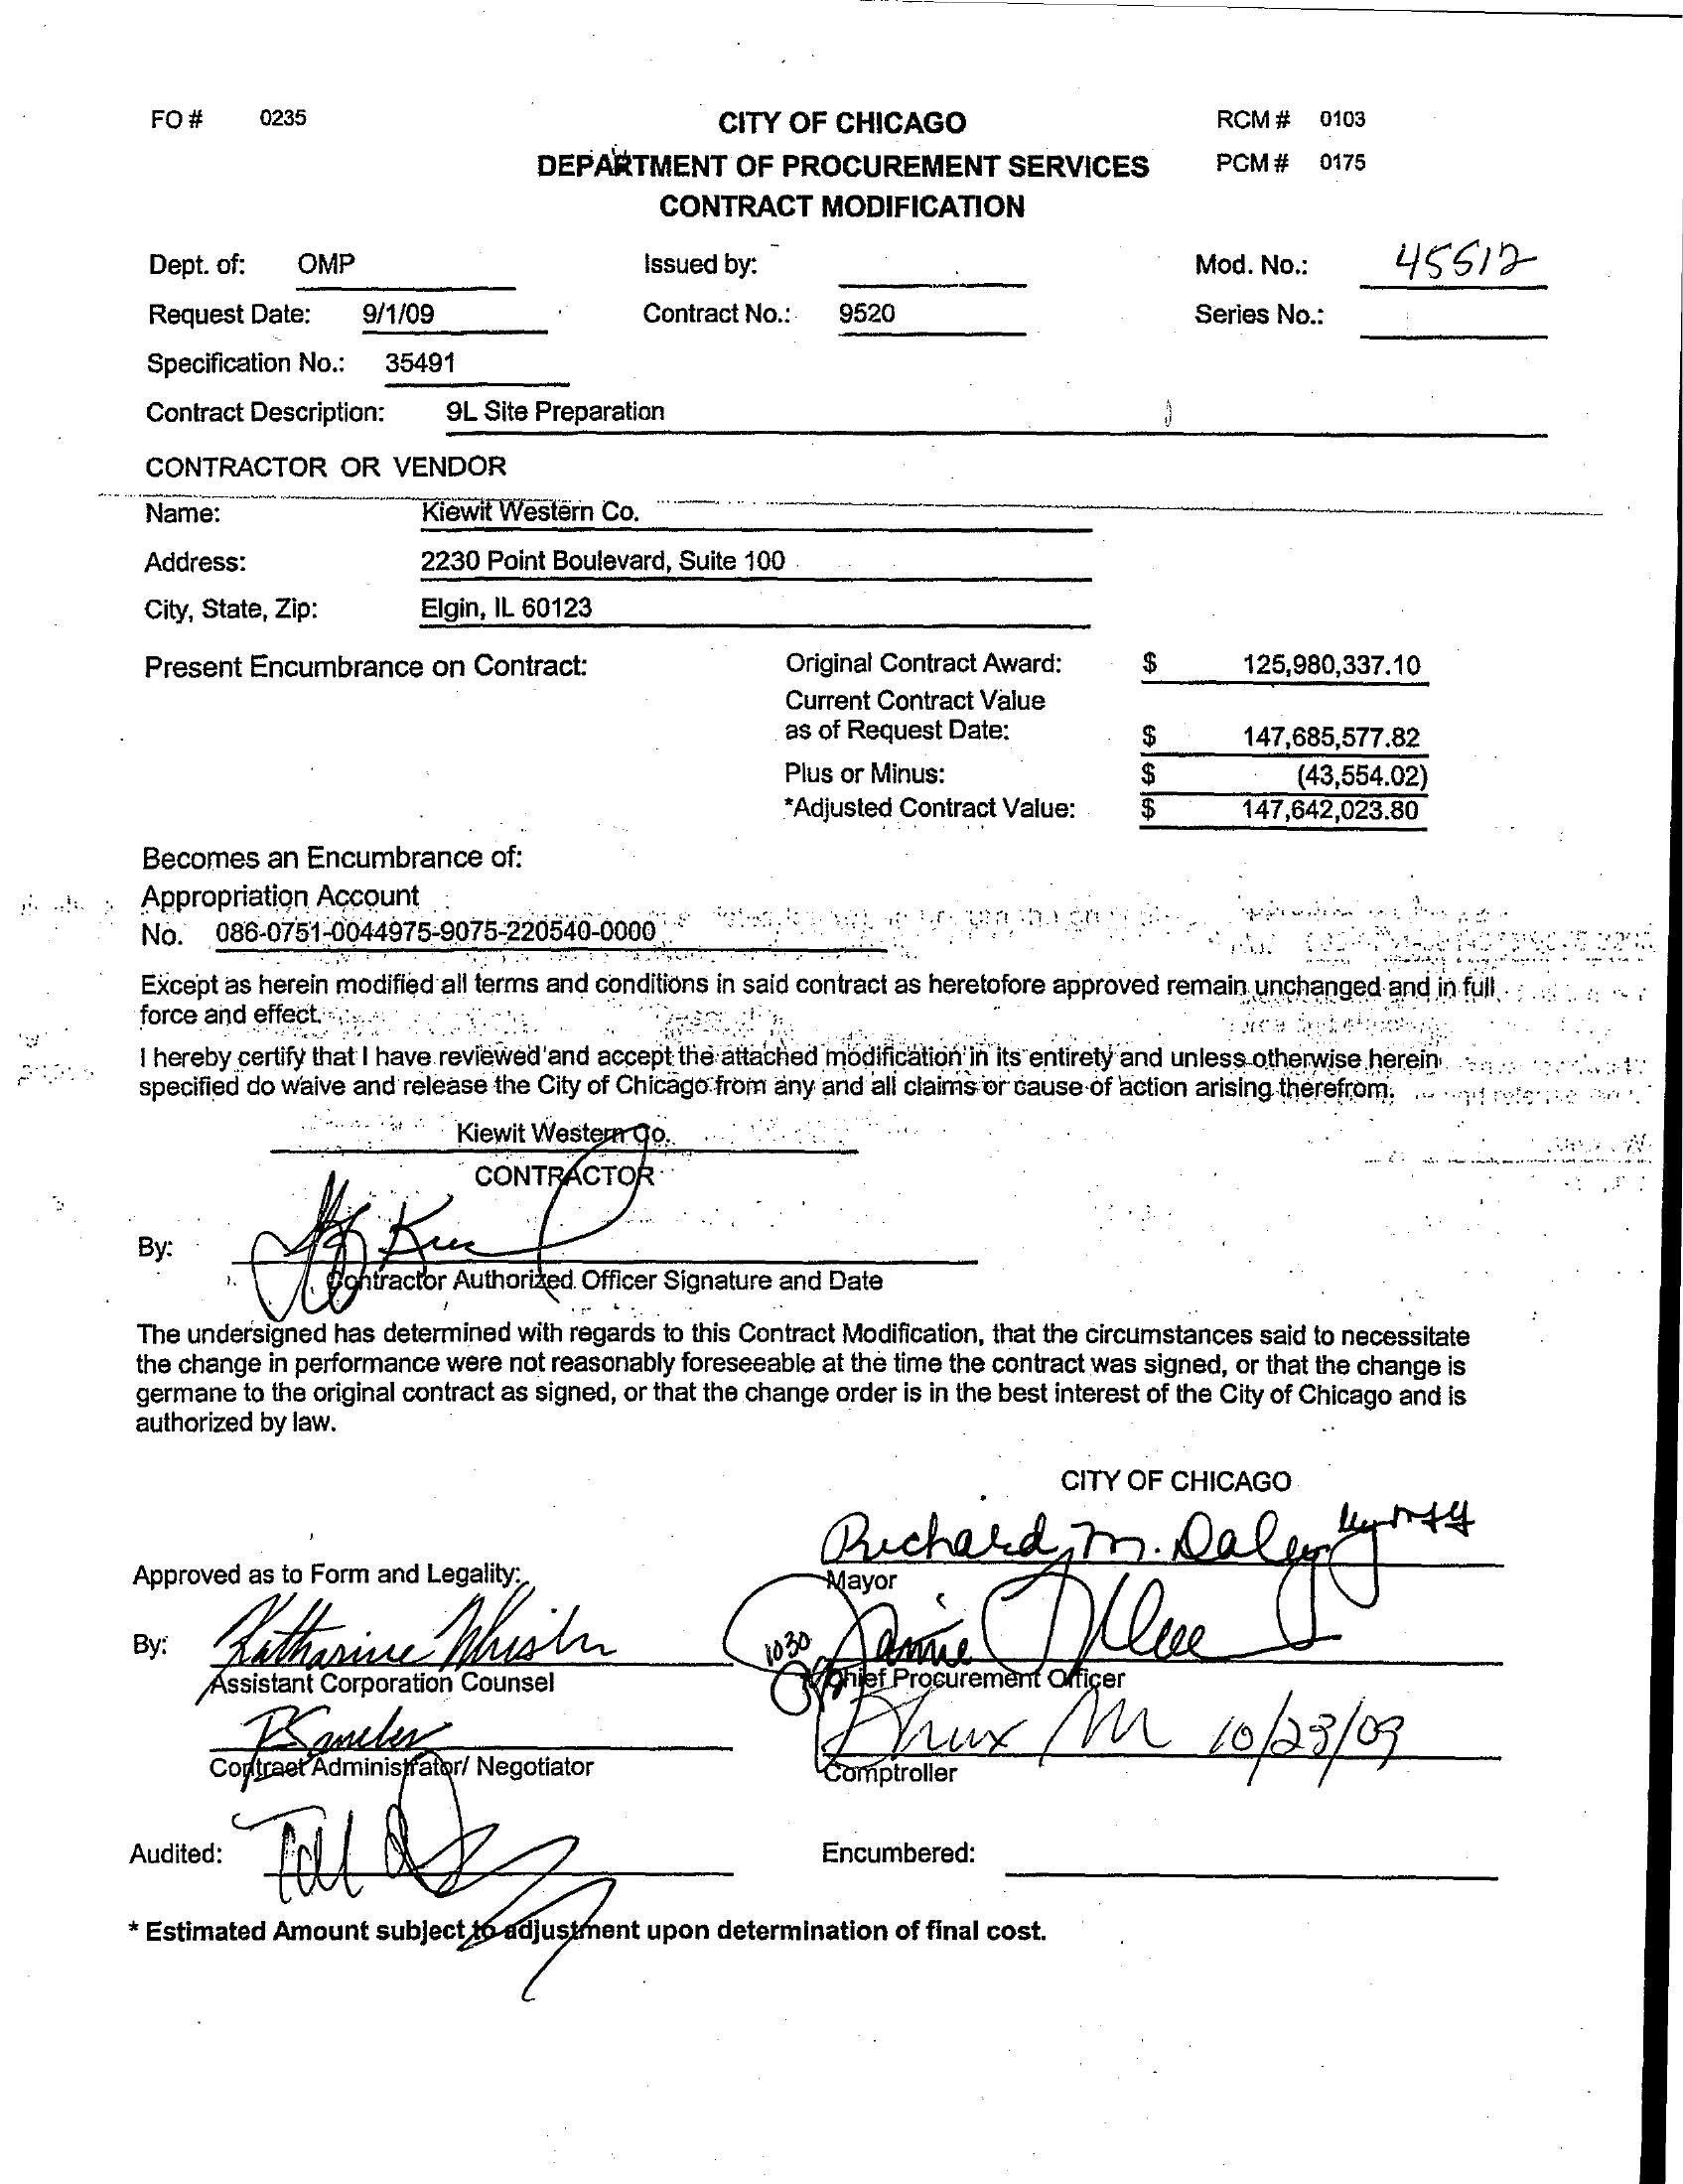 FO # 0235 CITY OF CHICAGO RCM # 0103
DEPARTMENT OF PROCUREMENT SERVICES PCM # 0175
CONTRACT MODIFICATION
Dept. of: OMP Issued by: Mod. No.: 45512
Request Date: 9/1/09 Contract No.: 9520 Series No.:
Specification No.: 35491
Contract Description: 9L Site Preparation
CONTRACTOR OR VENDOR
Name: Kiewit Western Co.
Address: 2230 Point Boulevard, Suite 100
City, State, Zip: Elgin, IL 60123
Present Encumbrance on Contract: Original Contract Award: $ 125,980,337.10
Current Contract Value
as of Request Date: $ 147,685,577.82
Plus or Minus: $ (43,554.02)
*Adjusted Contract Value: $ 147,642,023.80
Becomes an Encumbrance of:
Appropriation Account
No. 086-0751-0044975-9075-220540-0000
Except as herein modified all terms and conditions in said contract as heretofore approved remain unchanged and in full
force and effect.
I hereby certify that I have reviewed and accept the attached modification in its entirety and unless otherwise herein
specified do waive and release the City of Chicago from any and all claims or cause of action arising therefrom.
Kiewit Western Co.
CONTRACTOR
By:
Contractor Authorized Officer Signature and Date
The undersigned has determined with regards to this Contract Modification, that the circumstances said to necessitate
the change in performance were not reasonably foreseeable at the time the contract was signed, or that the change is
germane to the original contract as signed, or that the change order is in the best interest of the City of Chicago and is
authorized by law.
CITY OF CHICAGO
Richard M. Daley by
Approved as to Form and Legality: Mayor
By: Katharine 1030 Jamie
Assistant Corporation Counsel Chief Procurement Officer
10/23/09
Contract Administrator/ Negotiator Comptroller
Audited: Encumbered:
* Estimated Amount subject to adjustment upon determination of final cost.